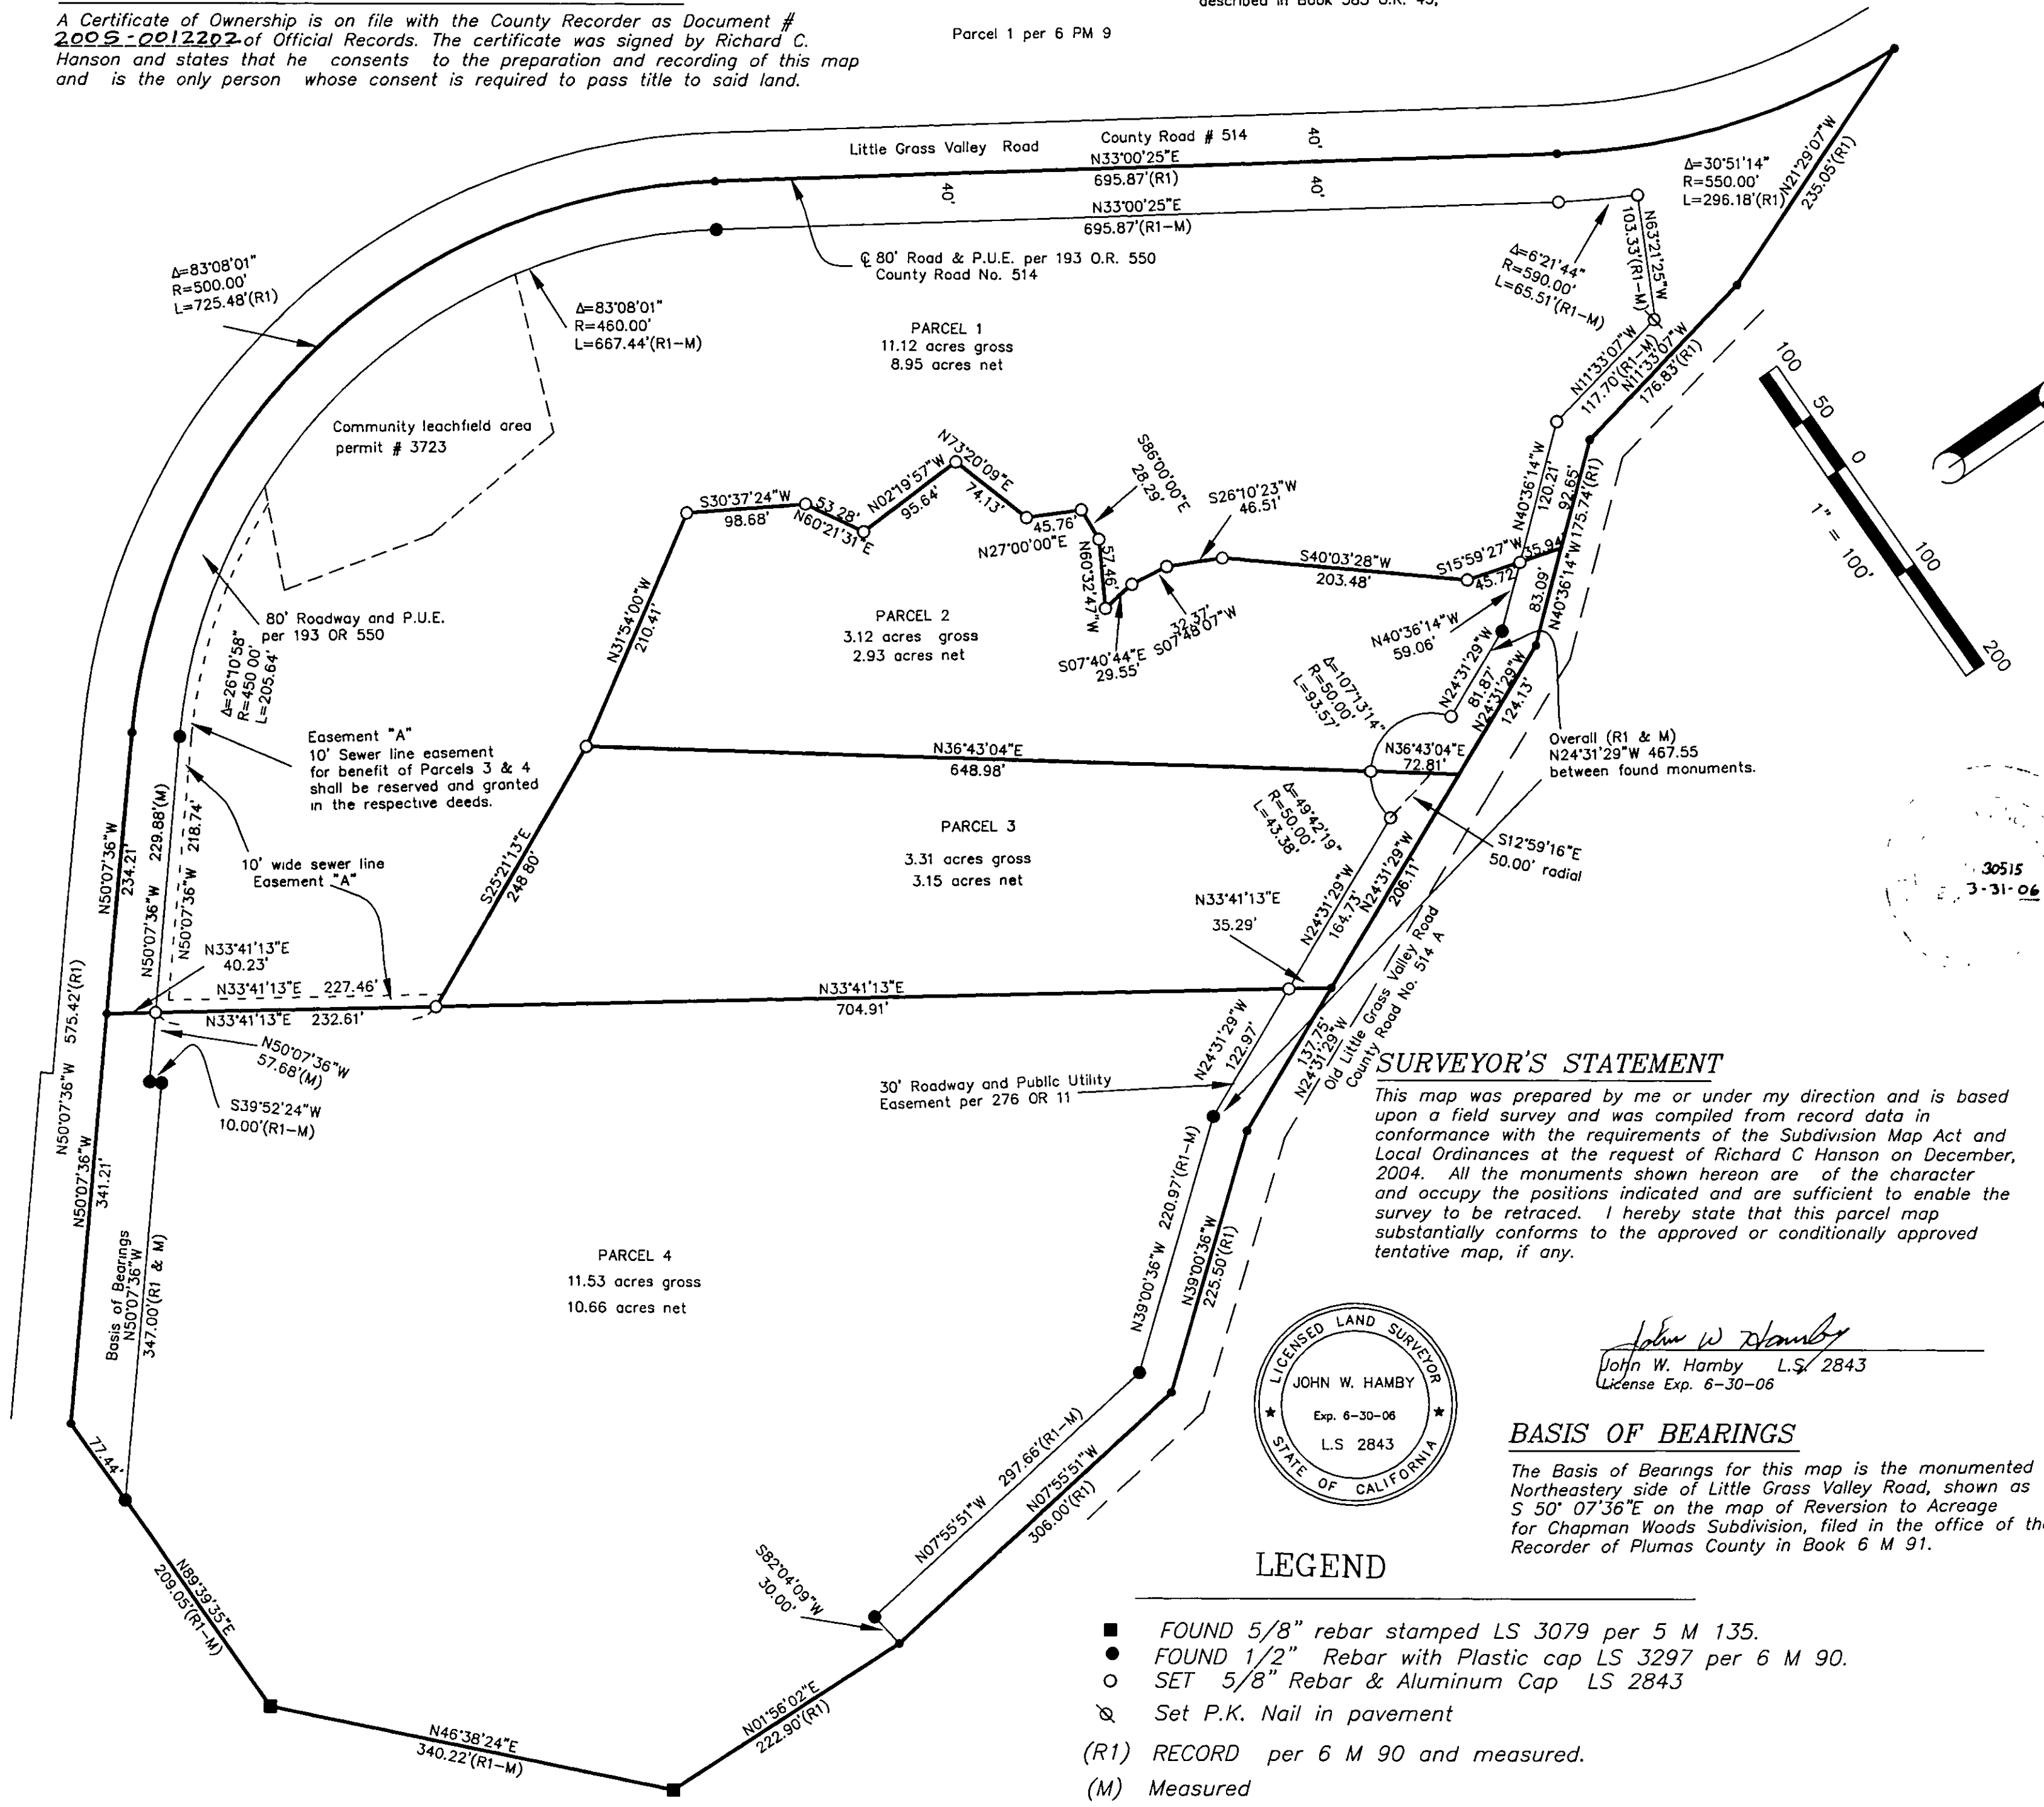 described in Book 585 O.R. 45,
A Certificate of Ownership is on file with the County Recorder as Document #
2005-0012202 of Official Records. The certificate was signed by Richard C.
Hanson and states that he consents to the preparation and recording of this map
and is the only person whose consent is required to pass title to said land.
Parcel 1 per 6 PM 9
Little Grass Valley Road
County Road # 514
40'
N33°00'25"E
695.87'(R1)
40'
40'
N33°00'25"E
695.87'(R1-M)
℄ 80' Road & P.U.E. per 193 O.R. 550
County Road No. 514
Δ=30°51'14"
R=550.00'
L=296.18'(R1)
N21°29'07"W
235.05'(R1)
N63°21'25"W
103.33'(R1-M)
Δ=6°21'44"
R=590.00'
L=65.51'(R1-M)
Δ=83°08'01"
R=500.00'
L=725.48'(R1)
Δ=83°08'01"
R=460.00'
L=667.44'(R1-M)
PARCEL 1
11.12 acres gross
8.95 acres net
N11°33'07"W
117.70'(R1-M)
N11°33'07"W
176.83'(R1)
Community leachfield area
permit # 3723
100
50
0
100
200
1" = 100'
S30°37'24"W
98.68'
53.28'
N60°21'31"E
N02°19'57"W
95.64'
N73°20'09"E
74.13'
45.76'
N27°00'00"E
S86°00'00"E
28.29'
N60°32'47"W
57.46'
S26°10'23"W
46.51'
32.37'
S07°48'07"W
S07°40'44"E
29.55'
S40°03'28"W
203.48'
S15°59'27"W
45.72'
35.94'
N40°36'14"W
120.21'
92.65'
N40°36'14"W 175.74'(R1)
83.09'
N40°36'14"W
59.06'
N31°54'00"W
210.41'
PARCEL 2
3.12 acres gross
2.93 acres net
80' Roadway and P.U.E.
per 193 OR 550
Δ=26°10'58"
R=450 00'
L=205.64'
Δ=107°13'14"
R=50.00'
L=93.57'
N24°31'29"W
81.87'
N24°31'29"W
124.13'
Easement "A"
10' Sewer line easement
for benefit of Parcels 3 & 4
shall be reserved and granted
in the respective deeds.
N36°43'04"E
648.98'
N36°43'04"E
72.81'
Overall (R1 & M)
N24°31'29"W 467.55
between found monuments.
Δ=49°42'19"
R=50.00'
L=43.38'
S12°59'16"E
50.00' radial
PARCEL 3
3.31 acres gross
3.15 acres net
30515
3-31-06
N50°07'36"W
234.21'
N50°07'36"W 229.88'(M)
N50°07'36"W 218.74'
10' wide sewer line
Easement "A"
S25°21'13"E
248 80'
N24°31'29"W
164.73'
N24°31'29"W
206.11'
N33°41'13"E
35.29'
N33°41'13"E
40.23'
N33°41'13"E 227.46'
N33°41'13"E 232.61'
N33°41'13"E
704.91'
N50°07'36"W 575.42'(R1)
N50°07'36"W
57.68'(M)
S39°52'24"W
10.00'(R1-M)
N24°31'29"W
122.97'
137.75'
N24°31'29"W
Old Little Grass Valley Road
County Road No. 514 A
30' Roadway and Public Utility
Easement per 276 OR 11
SURVEYOR'S STATEMENT
This map was prepared by me or under my direction and is based
upon a field survey and was compiled from record data in
conformance with the requirements of the Subdivision Map Act and
Local Ordinances at the request of Richard C Hanson on December,
2004. All the monuments shown hereon are of the character
and occupy the positions indicated and are sufficient to enable the
survey to be retraced. I hereby state that this parcel map
substantially conforms to the approved or conditionally approved
tentative map, if any.
N50°07'36"W
341.21'
Basis of Bearings
N50°07'36"W
347.00'(R1 & M)
PARCEL 4
11.53 acres gross
10.66 acres net
N39°00'36"W 220.97'(R1-M)
N39°00'36"W
225.50'(R1)
LICENSED LAND SURVEYOR
JOHN W. HAMBY
Exp. 6-30-06
L.S 2843
STATE OF CALIFORNIA
John W Hamby
John W. Hamby L.S. 2843
License Exp. 6-30-06
BASIS OF BEARINGS
The Basis of Bearings for this map is the monumented
Northeastery side of Little Grass Valley Road, shown as
S 50° 07'36"E on the map of Reversion to Acreage
for Chapman Woods Subdivision, filed in the office of the
Recorder of Plumas County in Book 6 M 91.
77.44'
N89°39'35"E
209.05'(R1-M)
N07°55'51"W 297.66'(R1-M)
N07°55'51"W
306.00'(R1)
S82°04'09"W
30.00'
N46°38'24"E
340.22'(R1-M)
N01°56'02"E
222.90'(R1)
LEGEND
FOUND 5/8" rebar stamped LS 3079 per 5 M 135.
FOUND 1/2" Rebar with Plastic cap LS 3297 per 6 M 90.
SET 5/8" Rebar & Aluminum Cap LS 2843
Set P.K. Nail in pavement
(R1) RECORD per 6 M 90 and measured.
(M) Measured